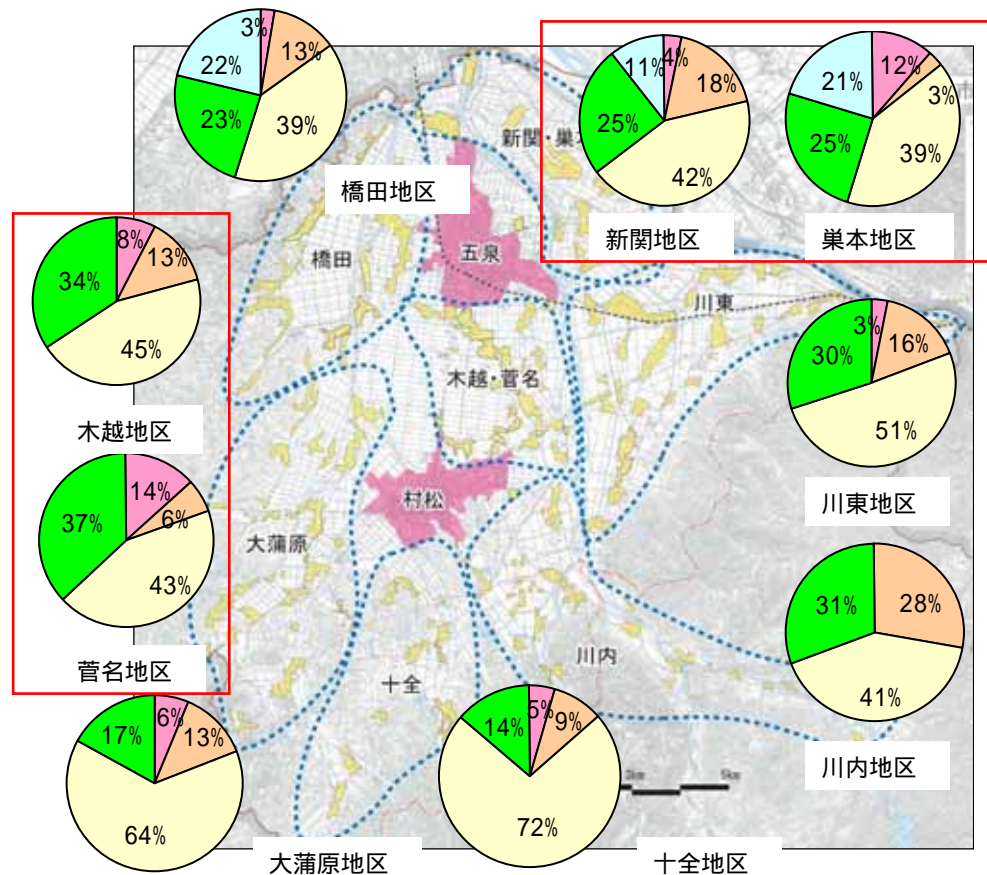 3%
13%
39%
23%
22%
橋田地区
4%
18%
42%
25%
11%
新関地区
12%
3%
39%
25%
21%
巣本地区
市
新関・巣
五泉
橋田
川東
木越・菅名
村松
大蒲原
十全
川内
8%
13%
45%
34%
木越地区
14%
6%
43%
37%
菅名地区
3%
16%
51%
30%
川東地区
28%
41%
31%
川内地区
6%
13%
64%
17%
大蒲原地区
5%
9%
72%
14%
十全地区
5km